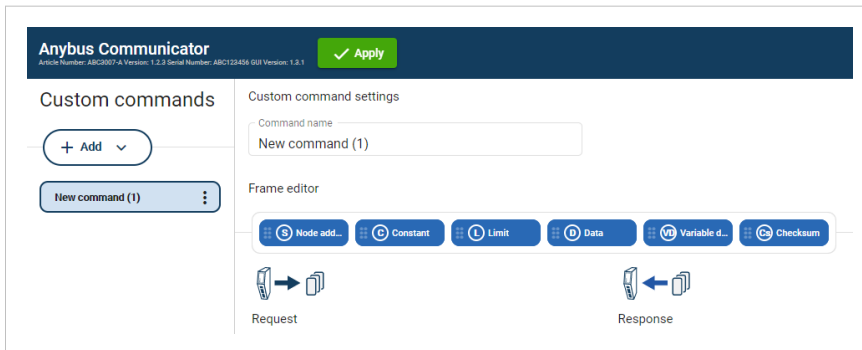 Anybus Communicator
Article Number: ABC3007-A Version: 1.2.3 Serial Number: ABC123456 GUI Version: 1.3.1
Apply
Custom commands
Add
New command (1)
Custom command settings
Command name
New command (1)
Frame editor
S Node add... C Constant L Limit D Data VD Variable d... Cs Checksum
Request Response